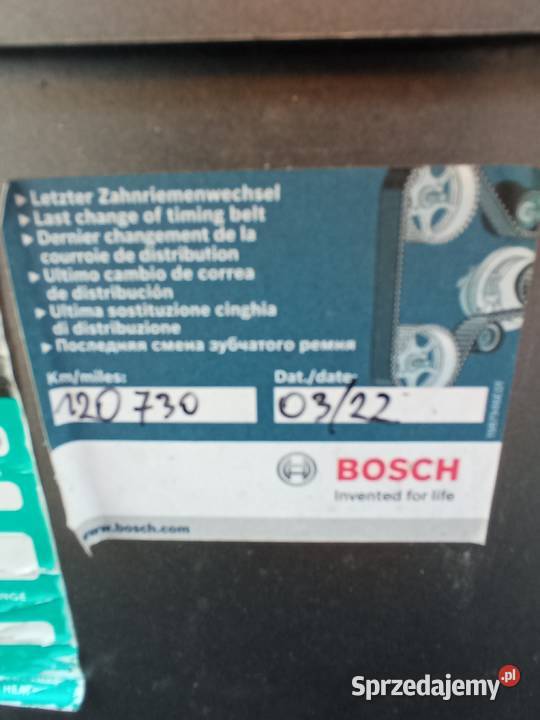 ▸ Letzter Zahnriemenwechsel
▸ Last change of timing belt
▸ Dernier changement de la
courroie de distribution
▸ Ultimo cambio de correa
de distribución
▸ Ultima sostituzione cinghia
di distribuzione
▸ Последняя смена зубчатого ремня
Km/miles: Dat./date:
120 730 03/22
BOSCH
Invented for life
www.bosch.com
Sprzedajemy.pl